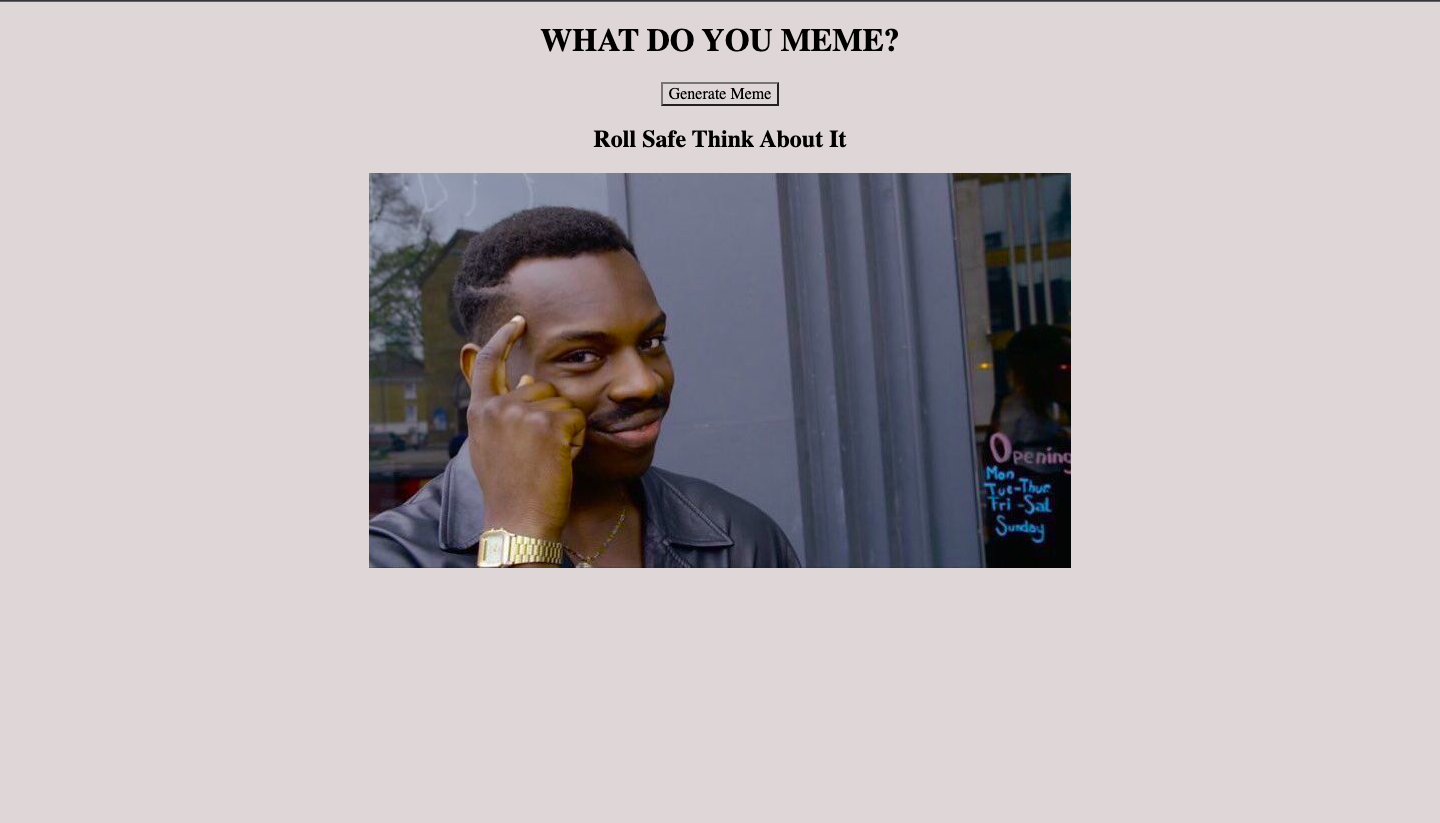 WHAT DO YOU MEME?
Generate Meme
Roll Safe Think About It
Opening
Mon
Tue-Thur
Fri -Sat
Sunday